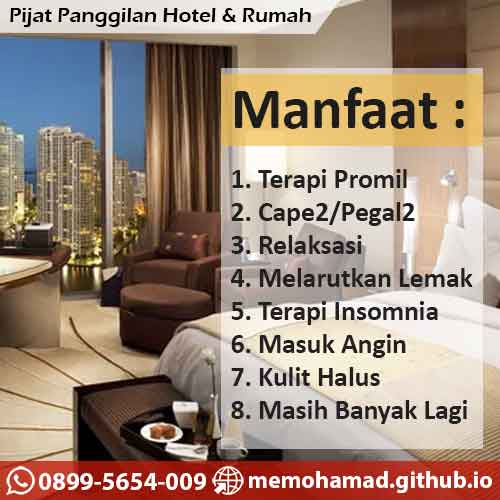 Pijat Panggilan Hotel & Rumah
Manfaat :
1. Terapi Promil
2. Cape2/Pegal2
3. Relaksasi
4. Melarutkan Lemak
5. Terapi Insomnia
6. Masuk Angin
7. Kulit Halus
8. Masih Banyak Lagi
0899-5654-009 memohamad.github.io